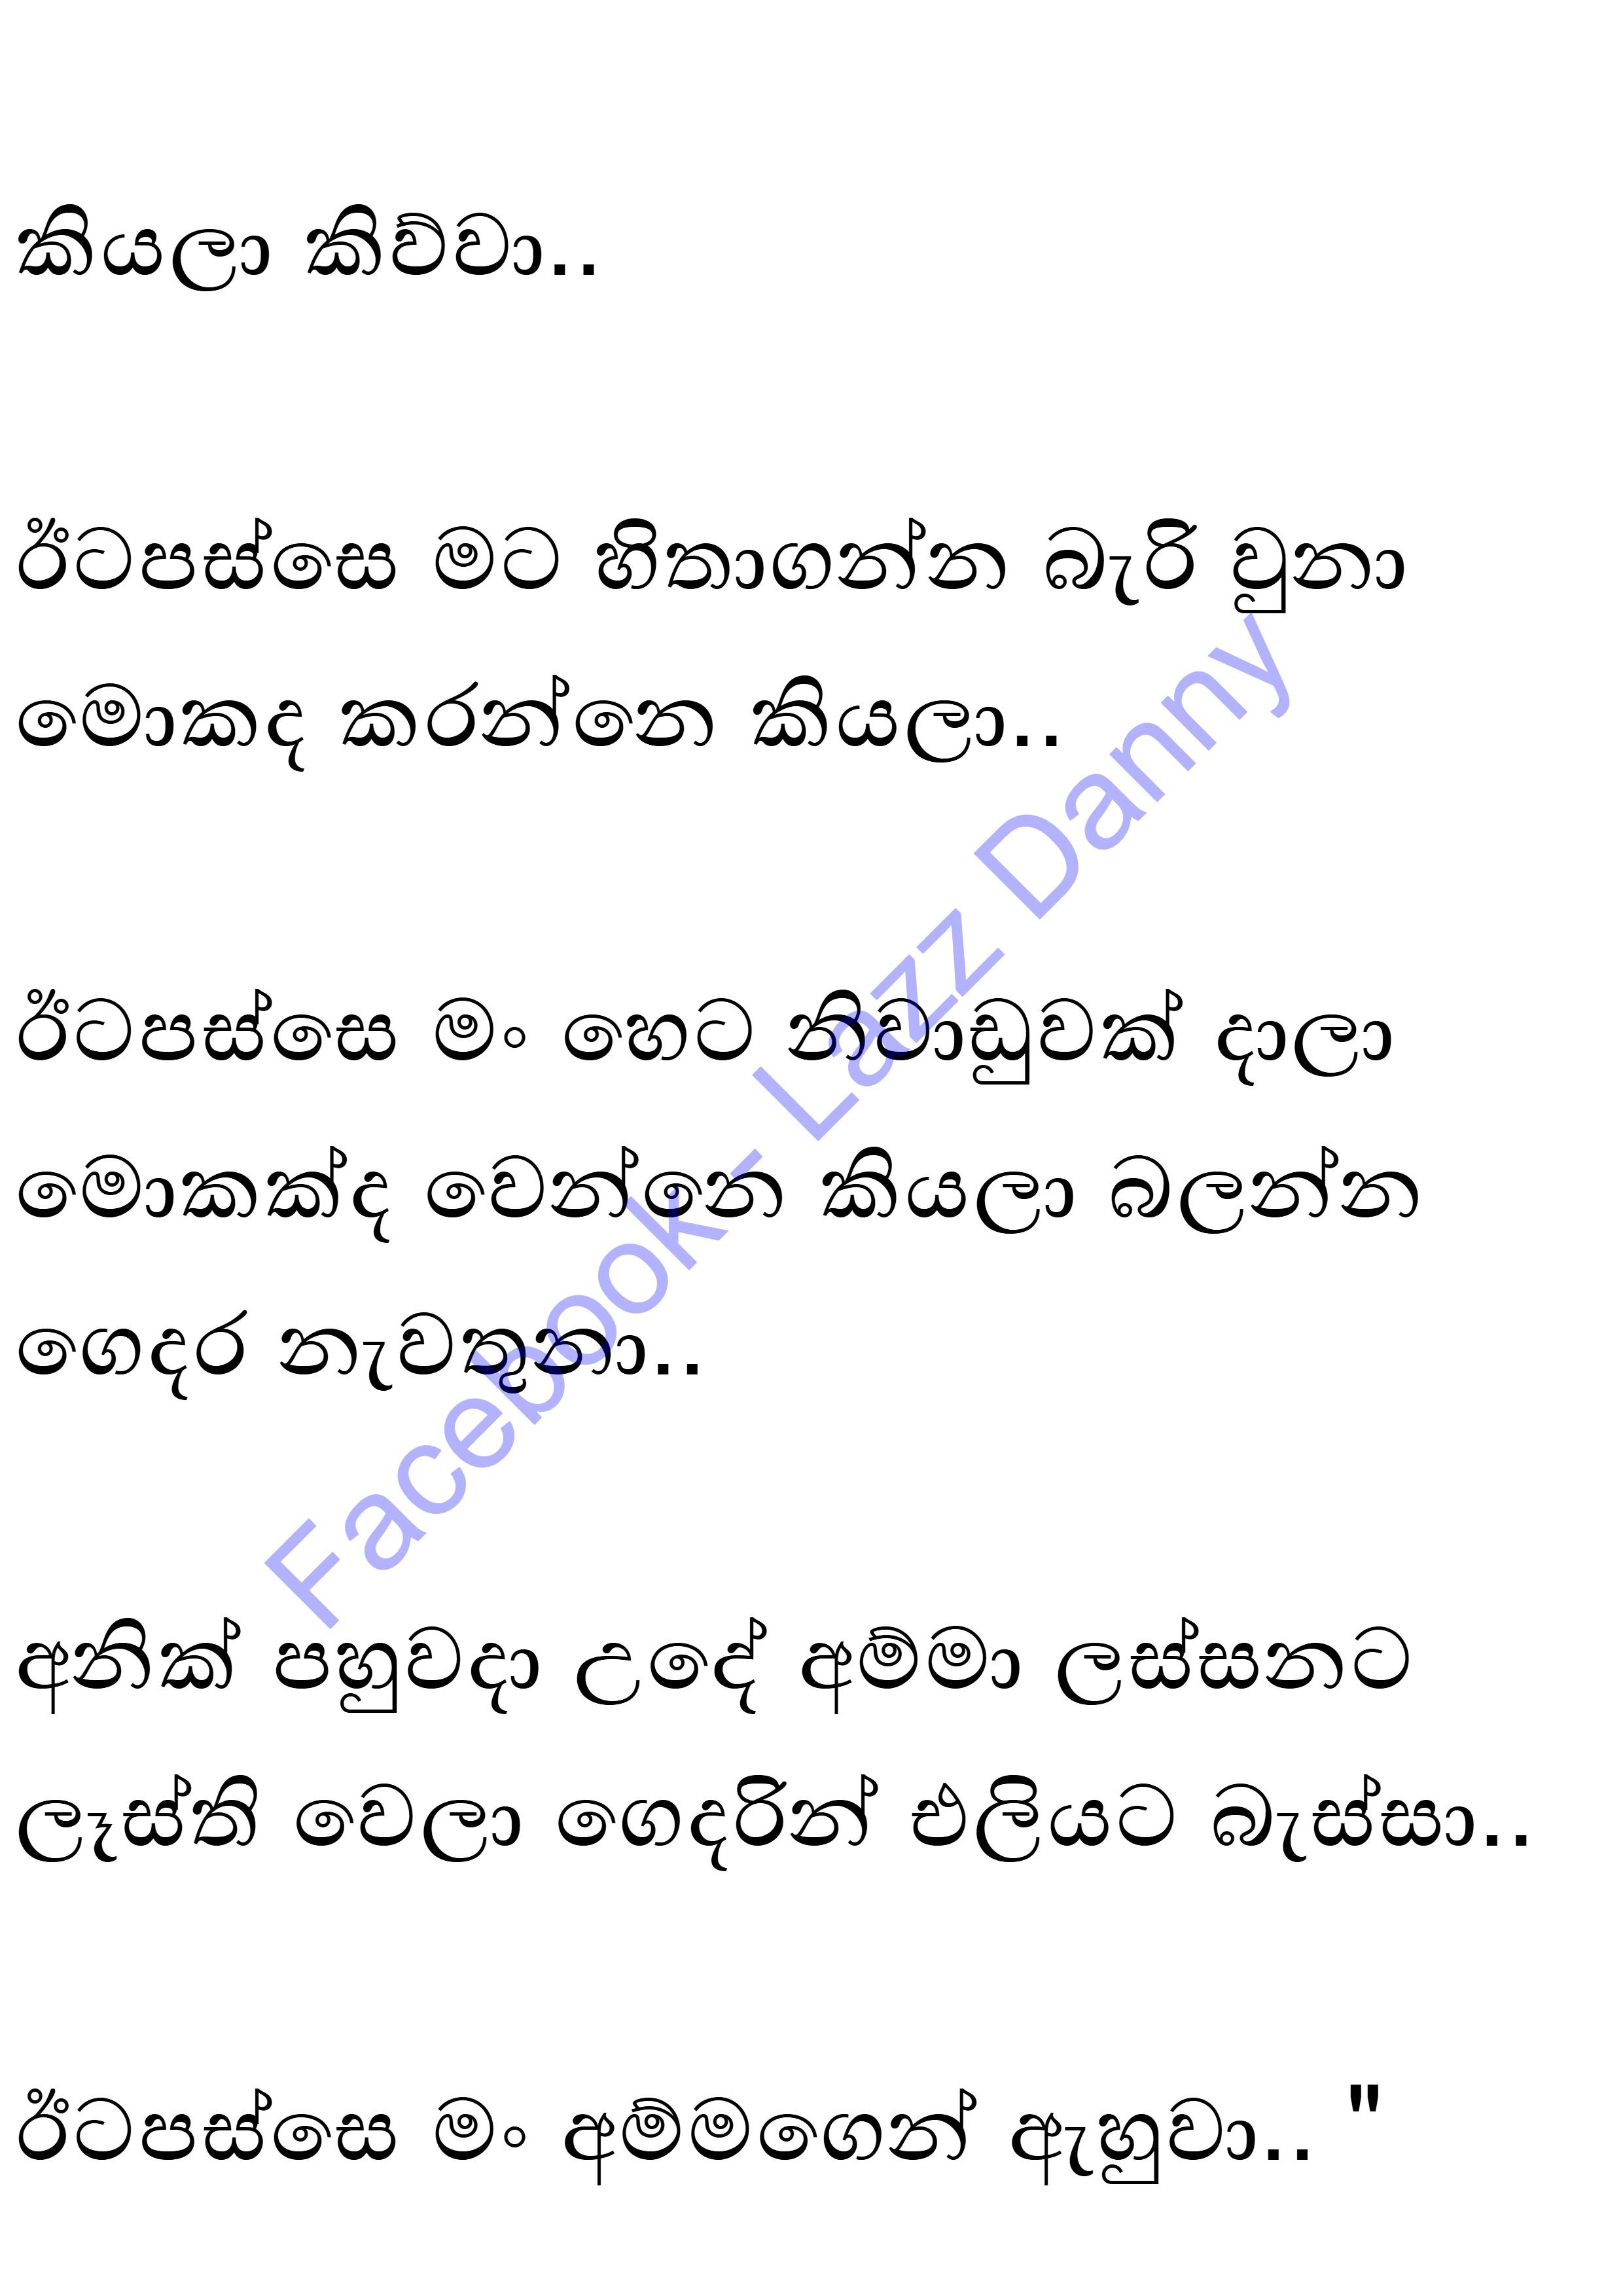 කියලා කිව්වා..
ඊටපස්සෙ මට හිතාගන්න බැරි වුනා
මොකද කරන්නෙ කියලා..
ඊටපස්සෙ මං හෙට නිවාඩුවක් දාලා
මොකක්ද වෙන්නෙ කියලා බලන්න
ගෙදර නැවතුනා..
අනික් පහුවදා උදේ අම්මා ලස්සනට
ලෑස්ති වෙලා ගෙදරින් එලියට බැස්සා..
ඊටපස්සෙ මං අම්මගෙන් ඇහුවා.. "
Facebook- Lazz Danny